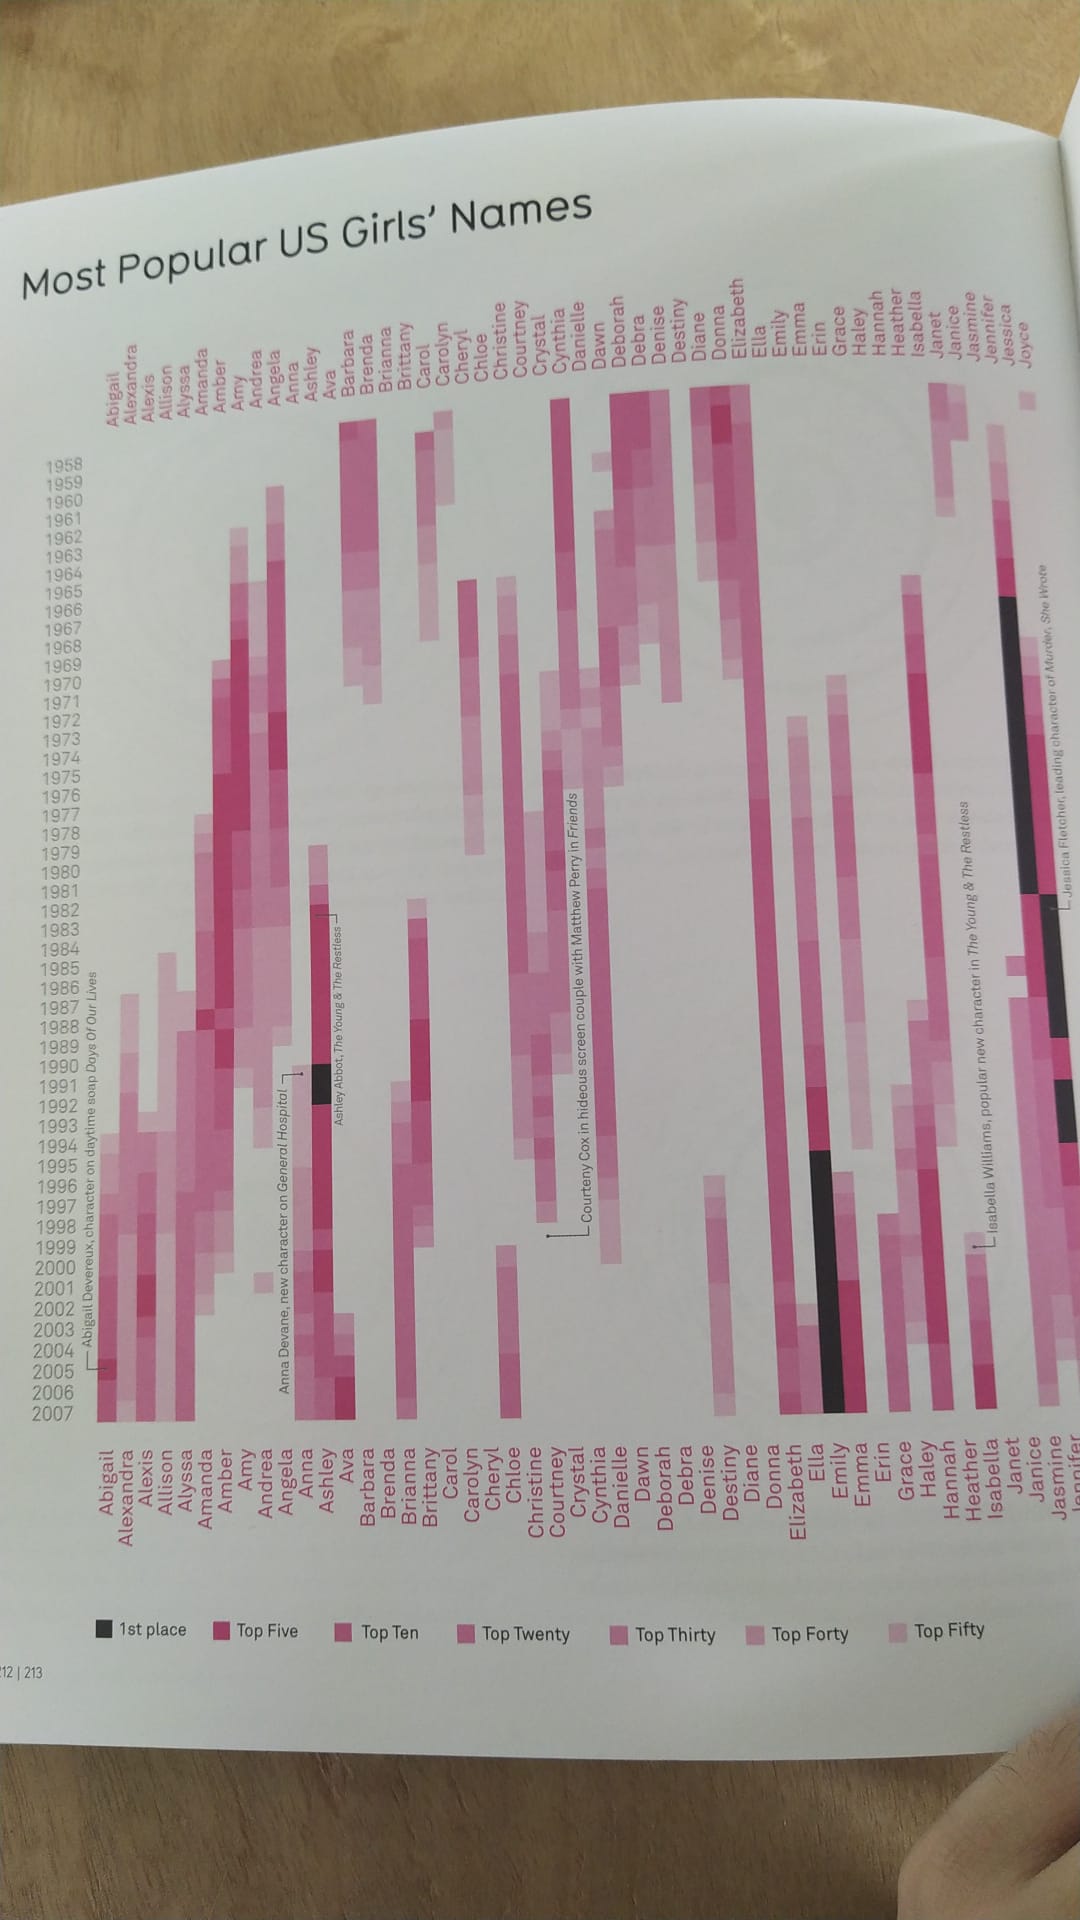 Most Popular US Girls' Names
Abigail
Alexandra
Alexis
Allison
Alyssa
Amanda
Amber
Amy
Andrea
Angela
Anna
Ashley
Ava
Barbara
Brenda
Brianna
Brittany
Carol
Carolyn
Cheryl
Chloe
Christine
Courtney
Crystal
Cynthia
Danielle
Dawn
Deborah
Debra
Denise
Destiny
Diane
Donna
Elizabeth
Ella
Emily
Emma
Erin
Grace
Haley
Hannah
Heather
Isabella
Janet
Janice
Jasmine
Jennifer
Jessica
Joyce
1958
1959
1960
1961
1962
1963
1964
1965
1966
1967
1968
1969
1970
1971
1972
1973
1974
1975
1976
1977
1978
1979
1980
1981
1982
1983
1984
1985
1986
1987
1988
1989
1990
1991
1992
1993
1994
1995
1996
1997
1998
1999
2000
2001
2002
2003
2004
2005
2006
2007
Abigail Devereux, character on daytime soap Days Of Our Lives
Anna Devane, new character on General Hospital
Ashley Abbot, The Young & The Restless
Courteny Cox in hideous screen couple with Matthew Perry in Friends
Isabella Williams, popular new character in The Young & The Restless
Jessica Fletcher, leading character of Murder, She Wrote
Abigail
Alexandra
Alexis
Allison
Alyssa
Amanda
Amber
Amy
Andrea
Angela
Anna
Ashley
Ava
Barbara
Brenda
Brianna
Brittany
Carol
Carolyn
Cheryl
Chloe
Christine
Courtney
Crystal
Cynthia
Danielle
Dawn
Deborah
Debra
Denise
Destiny
Diane
Donna
Elizabeth
Ella
Emily
Emma
Erin
Grace
Haley
Hannah
Heather
Isabella
Janet
Janice
Jasmine
Jennifer
1st place
Top Five
Top Ten
Top Twenty
Top Thirty
Top Forty
Top Fifty
212 | 213